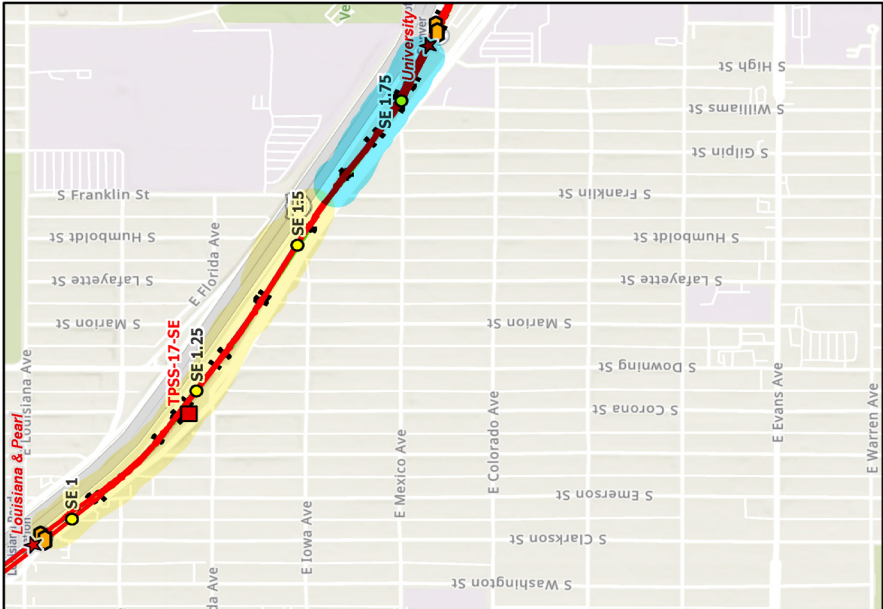 University
S High St
SE 1.75
S Williams St
S Gilpin St
S Franklin St
S Franklin St
SE 1.5
S Humboldt St
S Humboldt St
E Florida Ave
S Lafayette St
S Lafayette St
S Marion St
S Marion St
TPSS-17-SE
SE 1.25
S Downing St
E Louisiana Ave
S Corona St
E Evans Ave
E Colorado Ave
E Warren Ave
Louisiana & Pearl
E Mexico Ave
SE 1
S Emerson St
E Iowa Ave
S Clarkson St
S Washington St
da Ave